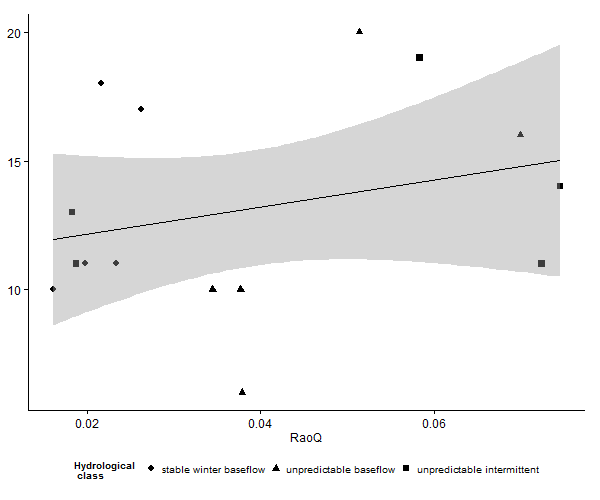 20
15
10
0.02 0.04 0.06
RaoQ
Hydrological
class
stable winter baseflow unpredictable baseflow unpredictable intermittent